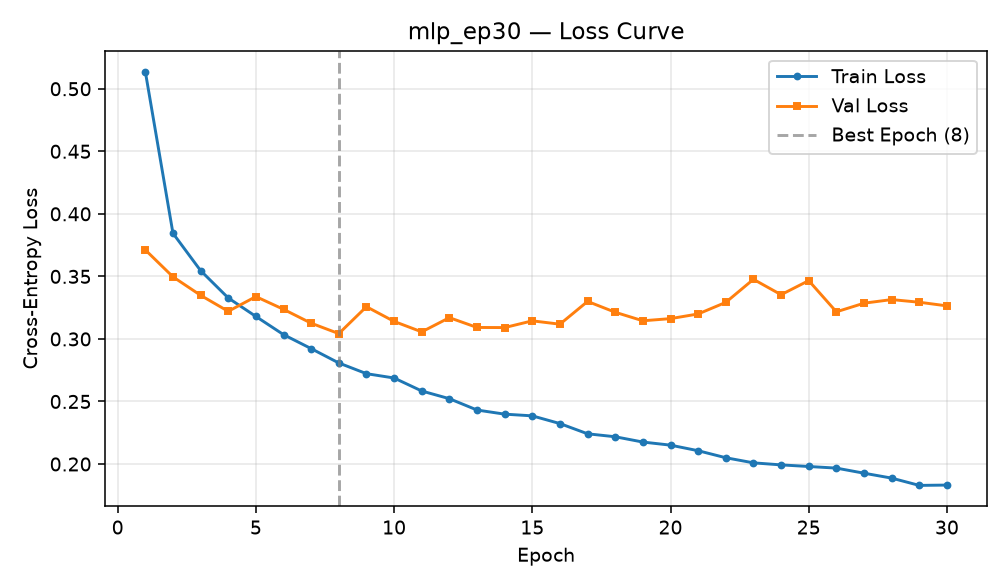 mlp_ep30 — Loss Curve
Train Loss
Val Loss
Best Epoch (8)
Cross-Entropy Loss
0.50
0.45
0.40
0.35
0.30
0.25
0.20
0 5 10 15 20 25 30
Epoch